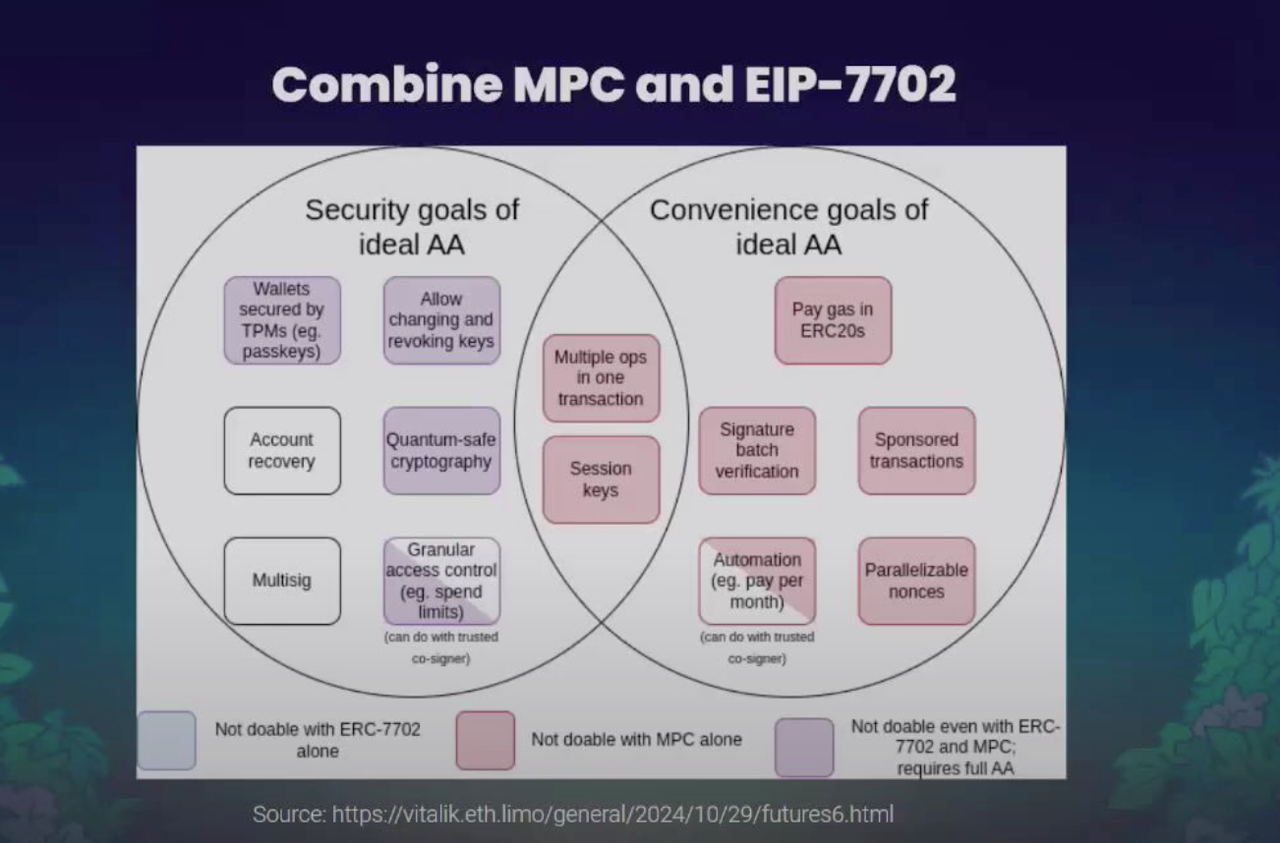 Combine MPC and EIP-7702
Security goals of
ideal AA
Convenience goals of
ideal AA
Wallets
secured by
TPMs (eg.
passkeys)
Allow
changing and
revoking keys
Multiple ops
in one
transaction
Pay gas in
ERC20s
Account
recovery
Quantum-safe
cryptography
Session
keys
Signature
batch
verification
Sponsored
transactions
Multisig
Granular
access control
(eg. spend
limits)
(can do with trusted
co-signer)
Automation
(eg. pay per
month)
(can do with trusted
co-signer)
Parallelizable
nonces
Not doable with ERC-7702
alone
Not doable with MPC alone
Not doable even with ERC-
7702 and MPC;
requires full AA
Source: https://vitalik.eth.limo/general/2024/10/29/futures6.html